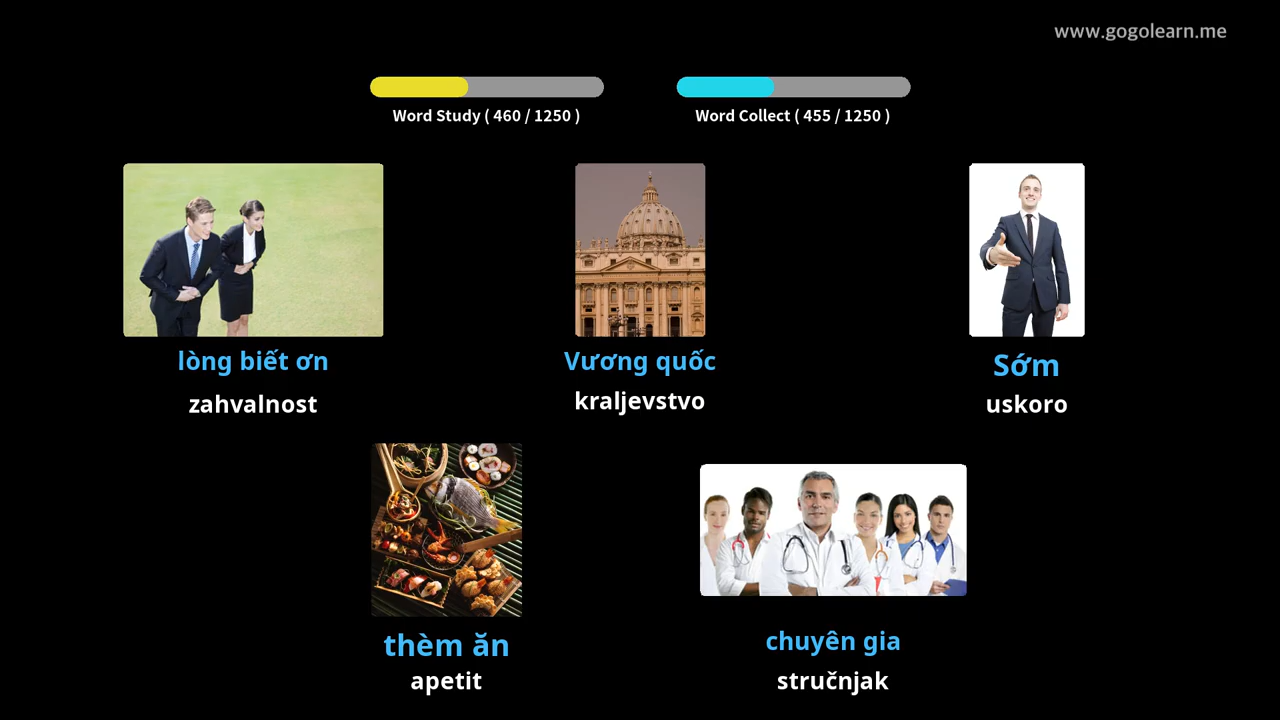 www.gogolearn.me
Word Study ( 460 / 1250 )
Word Collect ( 455 / 1250 )
lòng biết ơn
zahvalnost
Vương quốc
kraljevstvo
Sớm
uskoro
thèm ăn
apetit
chuyên gia
stručnjak